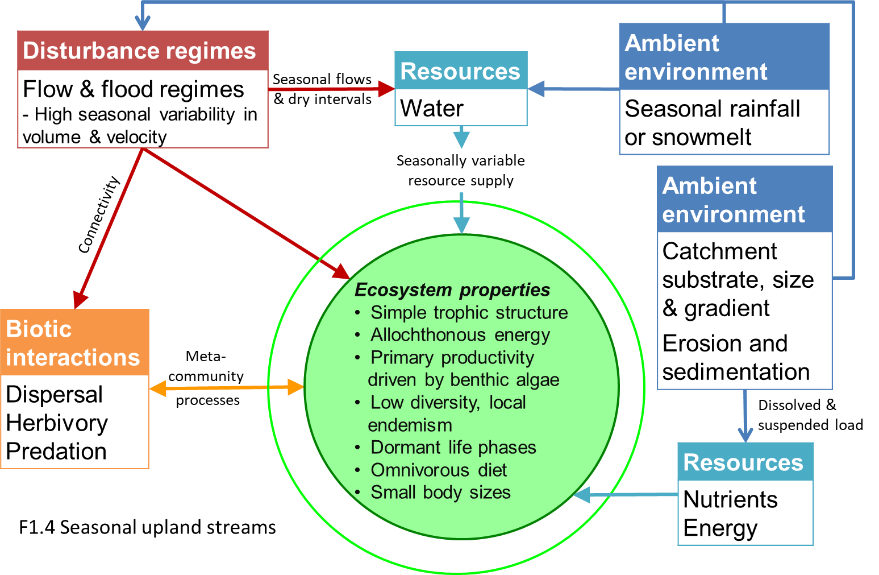 Disturbance regimes
Flow & flood regimes
- High seasonal variability in
volume & velocity
Seasonal flows
& dry intervals
Resources
Water
Ambient
environment
Seasonal rainfall
or snowmelt
Seasonally variable
resource supply
Connectivity
Ambient
environment
Catchment
substrate, size
& gradient
Erosion and
sedimentation
Ecosystem properties
• Simple trophic structure
• Allochthonous energy
• Primary productivity
driven by benthic algae
• Low diversity, local
endemism
• Dormant life phases
• Omnivorous diet
• Small body sizes
Biotic
interactions
Dispersal
Herbivory
Predation
Meta-
community
processes
Dissolved &
suspended load
Resources
Nutrients
Energy
F1.4 Seasonal upland streams